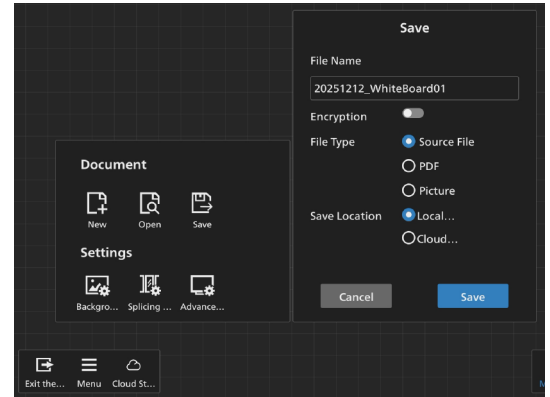 Save
File Name
20251212_WhiteBoard01
Encryption
File Type
Source File
PDF
Picture
Save Location
Local...
Cloud...
Cancel
Save
Document
New
Open
Save
Settings
Backgro...
Splicing ...
Advance...
Exit the...
Menu
Cloud St...
M